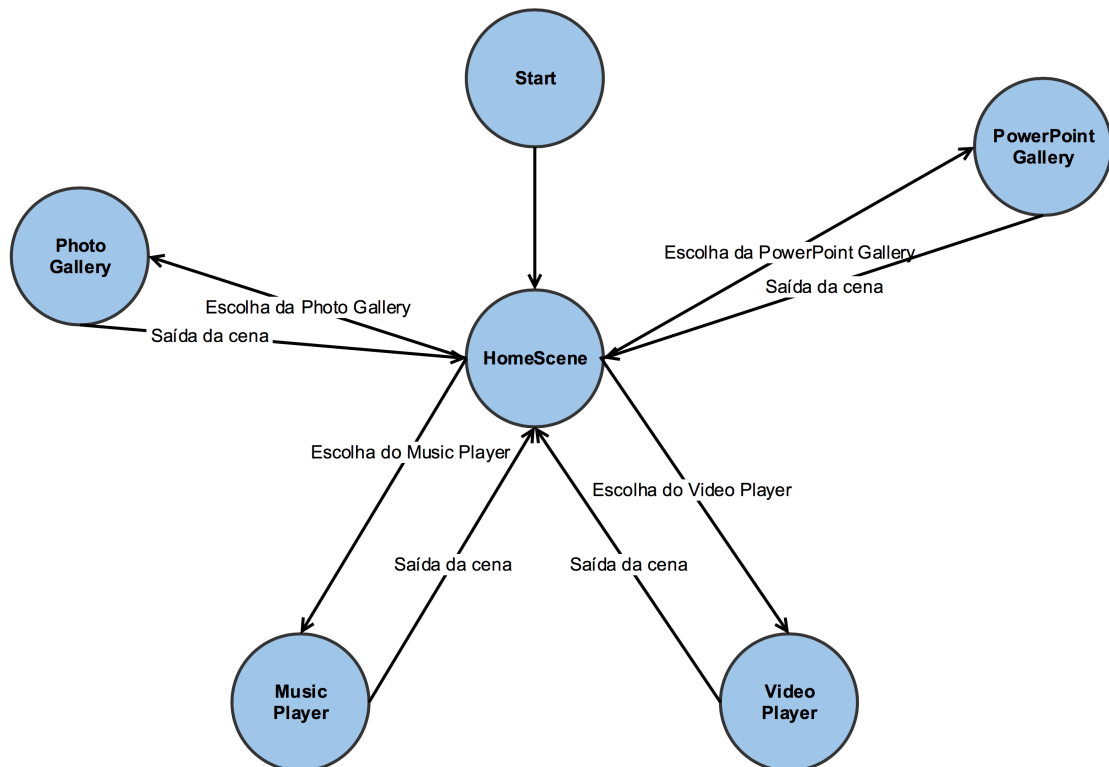 Start
PowerPoint
Gallery
Photo
Gallery
Escolha da PowerPoint Gallery
Saída da cena
Escolha da Photo Gallery
Saída da cena
HomeScene
Escolha do Music Player
Escolha do Video Player
Saída da cena
Saída da cena
Music
Player
Video
Player